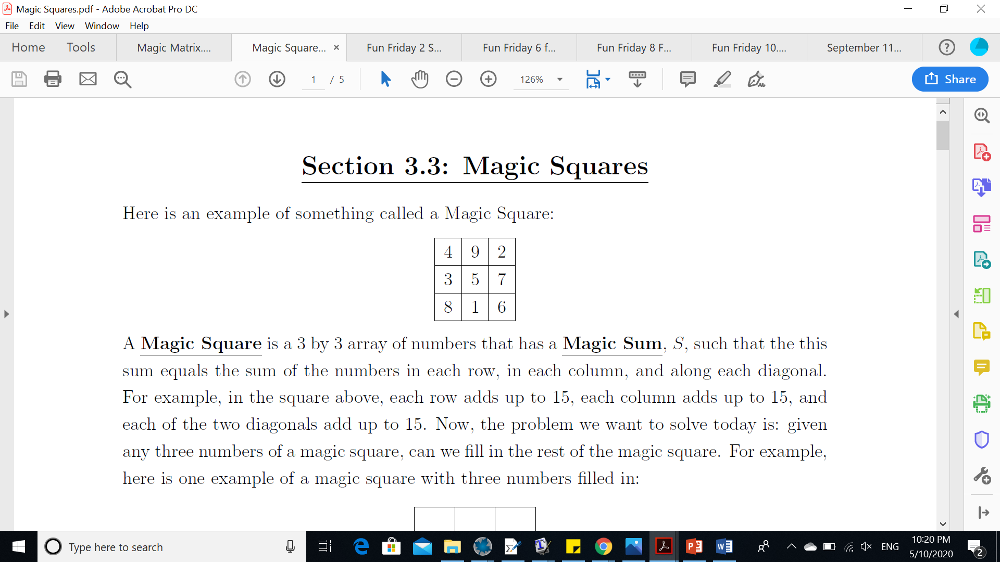 Magic Squares.pdf - Adobe Acrobat Pro DC
File Edit View Window Help
Home Tools Magic Matrix.... Magic Square... × Fun Friday 2 S... Fun Friday 6 f... Fun Friday 8 F... Fun Friday 10.... September 11...
1 / 5 126% Share
Section 3.3: Magic Squares
Here is an example of something called a Magic Square:
4 9 2
3 5 7
8 1 6
A Magic Square is a 3 by 3 array of numbers that has a Magic Sum, S, such that the this
sum equals the sum of the numbers in each row, in each column, and along each diagonal.
For example, in the square above, each row adds up to 15, each column adds up to 15, and
each of the two diagonals add up to 15. Now, the problem we want to solve today is: given
any three numbers of a magic square, can we fill in the rest of the magic square. For example,
here is one example of a magic square with three numbers filled in:
Type here to search
ENG
10:20 PM
5/10/2020
2